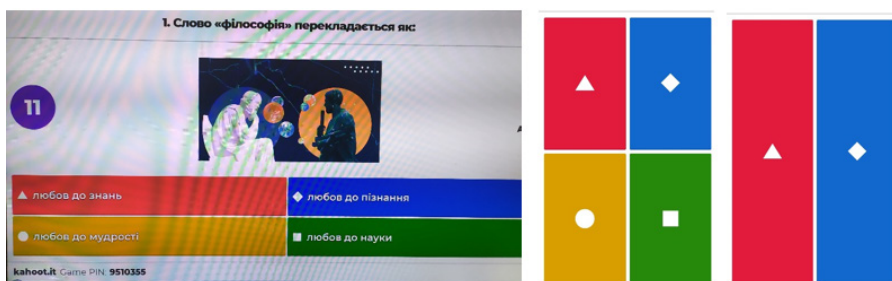 1. Слово «філософія» перекладається як:
11
любов до знань
любов до пізнання
любов до мудрості
любов до науки
kahoot.it Game PIN: 9510355